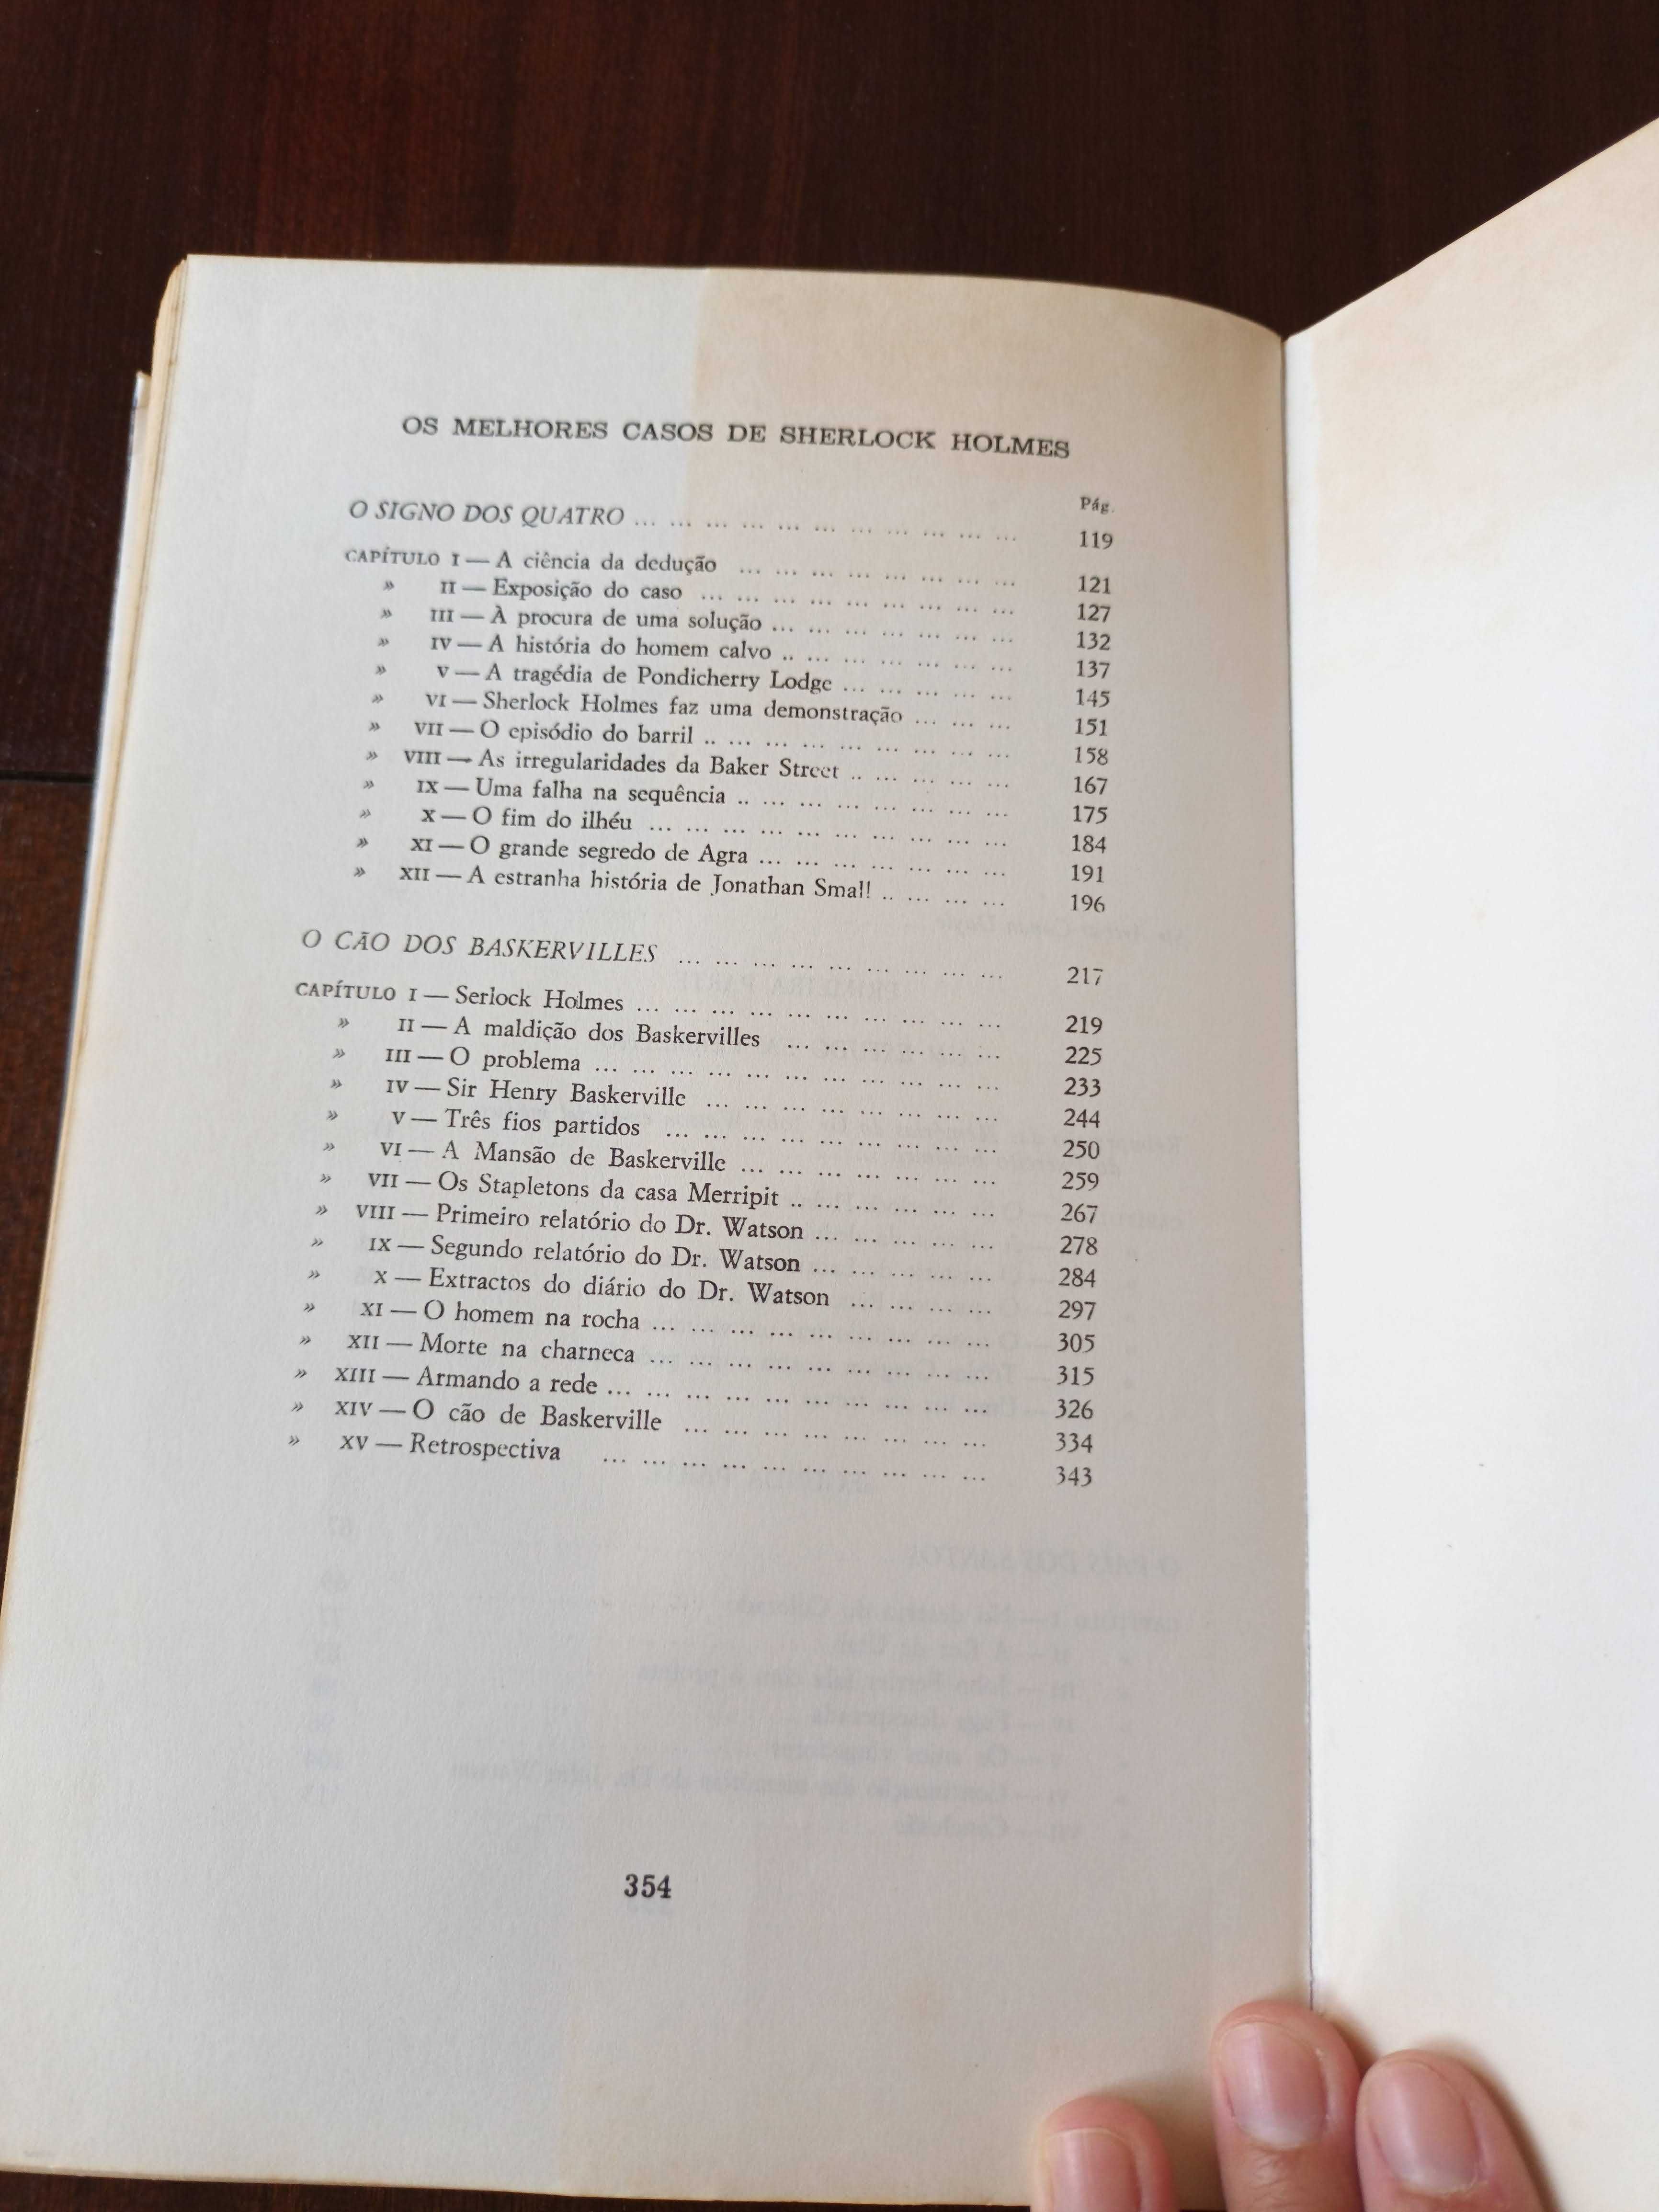 OS MELHORES CASOS DE SHERLOCK HOLMES
Pág.
O SIGNO DOS QUATRO ... ... ... ... ... ... ... ... ... ... ... 119
CAPÍTULO I — A ciência da dedução ... ... ... ... ... ... ... ... 121
» II — Exposição do caso ... ... ... ... ... ... ... ... ... 127
» III — À procura de uma solução ... ... ... ... ... ... ... 132
» IV — A história do homem calvo .. ... ... ... ... ... ... 137
» V — A tragédia de Pondicherry Lodge ... ... ... ... ... 145
» VI — Sherlock Holmes faz uma demonstração ... ... ... 151
» VII — O episódio do barril .. ... ... ... ... ... ... ... ... 158
» VIII — As irregularidades da Baker Street .. ... ... ... ... 167
» IX — Uma falha na sequência .. ... ... ... ... ... ... ... 175
» X — O fim do ilhéu ... ... ... ... ... ... ... ... ... ... 184
» XI — O grande segredo de Agra ... ... ... ... ... ... ... 191
» XII — A estranha história de Jonathan Small .. ... ... ... 196
O CÃO DOS BASKERVILLES ... ... ... ... ... ... ... ... ... 217
CAPÍTULO I — Serlock Holmes ... ... ... ... ... ... ... ... ... ... 219
» II — A maldição dos Baskervilles ... ... ... ... ... ... 225
» III — O problema ... ... ... ... ... ... ... ... ... ... ... 233
» IV — Sir Henry Baskerville ... ... ... ... ... ... ... ... 244
» V — Três fios partidos ... ... ... ... ... ... ... ... ... 250
» VI — A Mansão de Baskerville ... ... ... ... ... ... ... 259
» VII — Os Stapletons da casa Merripit .. ... ... ... ... ... 267
» VIII — Primeiro relatório do Dr. Watson ... ... ... ... ... 278
» IX — Segundo relatório do Dr. Watson ... ... ... ... ... 284
» X — Extractos do diário do Dr. Watson ... ... ... ... 297
» XI — O homem na rocha ... ... ... ... ... ... ... ... ... 305
» XII — Morte na charneca ... ... ... ... ... ... ... ... ... 315
» XIII — Armando a rede ... ... ... ... ... ... ... ... ... ... 326
» XIV — O cão de Baskerville ... ... ... ... ... ... ... ... 334
» XV — Retrospectiva ... ... ... ... ... ... ... ... ... ... 343
354